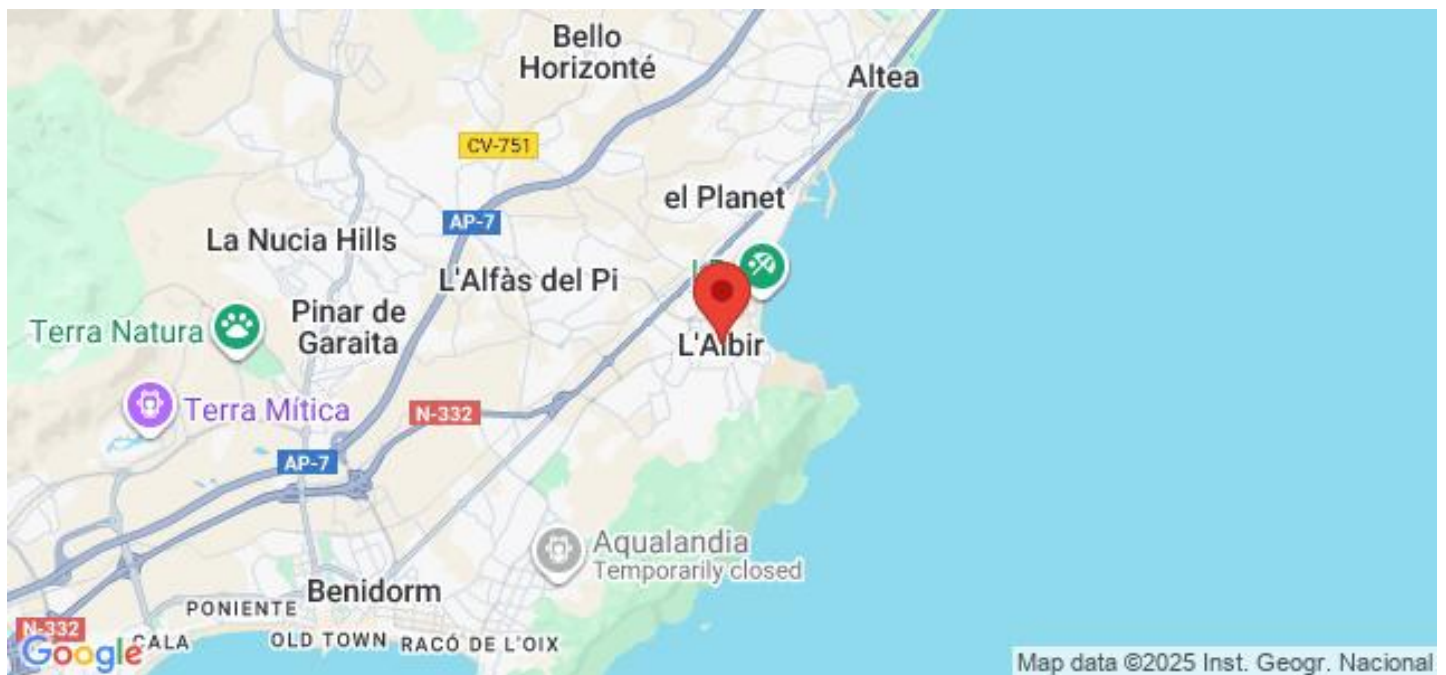 Bello
Horizonté
Altea
CV-751
el Planet
AP-7
La Nucia Hills
L'Alfàs del Pi
Pinar de
Garaita
Terra Natura
L'Albir
Terra Mítica
N-332
AP-7
Aqualandia
Temporarily closed
Benidorm
PONIENTE
N-332
CALA
OLD TOWN
RACÓ DE L'OIX
Google
Map data ©2025 Inst. Geogr. Nacional